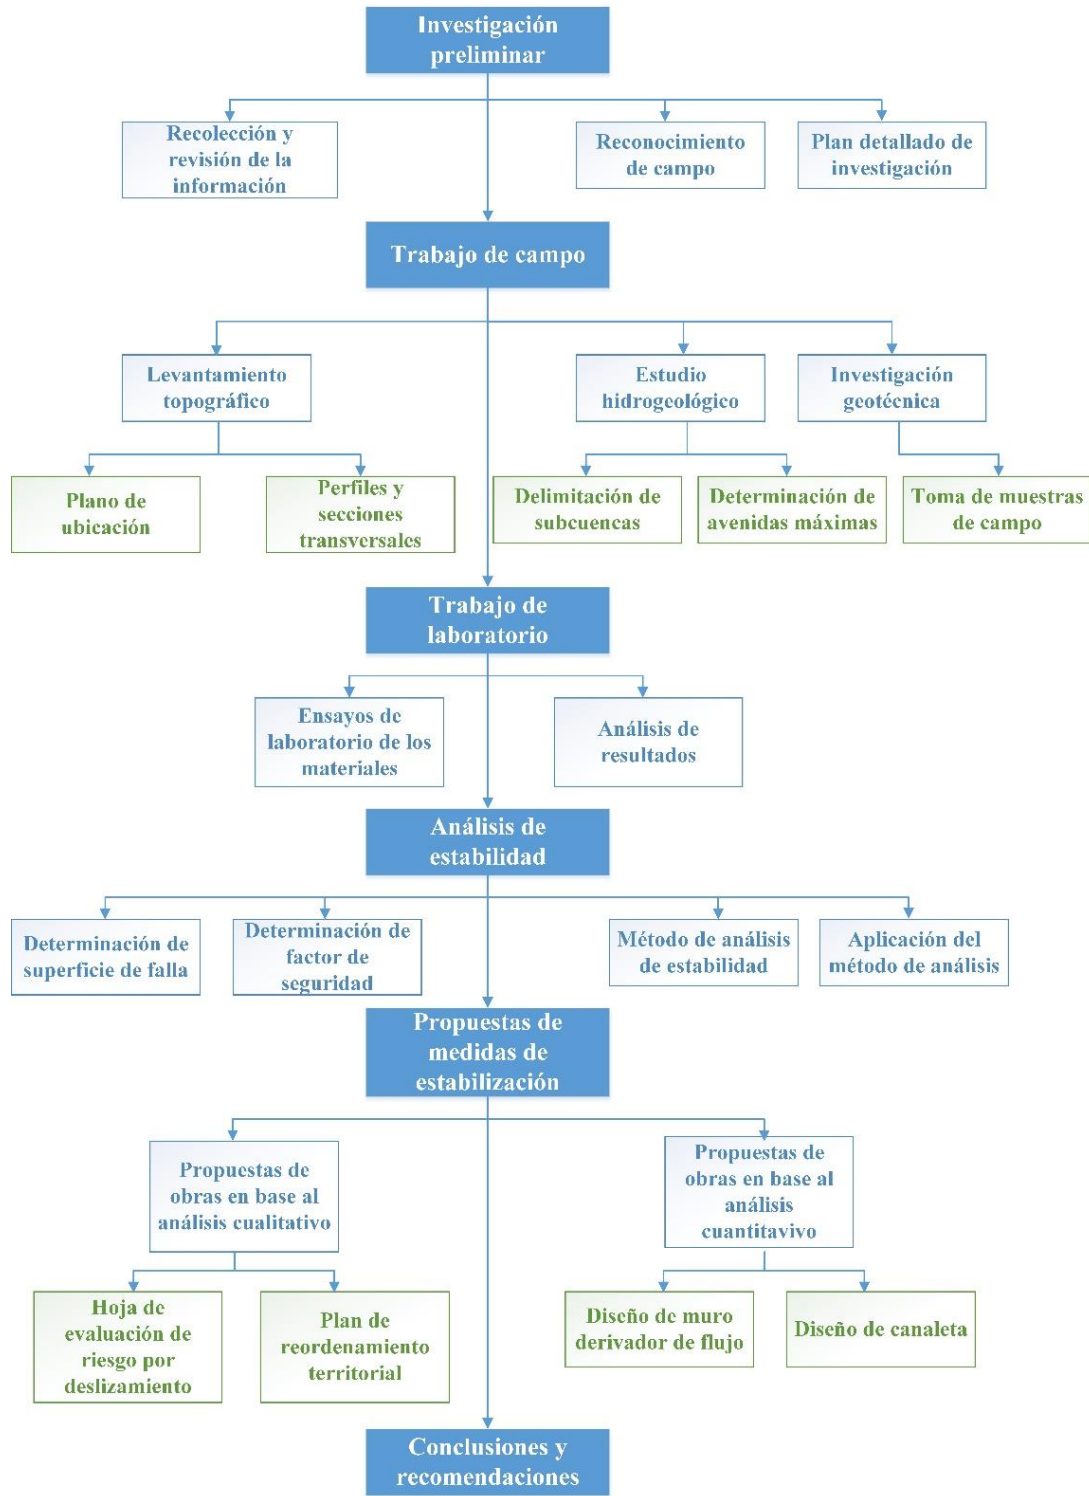 Investigación
preliminar
Recolección y
revisión de la
información
Reconocimiento
de campo
Plan detallado de
investigación
Trabajo de campo
Levantamiento
topográfico
Estudio
hidrogeológico
Investigación
geotécnica
Plano de
ubicación
Perfiles y
secciones
transversales
Delimitación de
subcuencas
Determinación de
avenidas máximas
Toma de muestras
de campo
Trabajo de
laboratorio
Ensayos de
laboratorio de los
materiales
Análisis de
resultados
Análisis de
estabilidad
Determinación de
superficie de falla
Determinación de
factor de
seguridad
Método de análisis
de estabilidad
Aplicación del
método de análisis
Propuestas de
medidas de
estabilización
Propuestas de
obras en base al
análisis cualitativo
Propuestas de
obras en base al
análisis
cuantitavivo
Hoja de
evaluación de
riesgo por
deslizamiento
Plan de
reordenamiento
territorial
Diseño de muro
derivador de flujo
Diseño de canaleta
Conclusiones y
recomendaciones